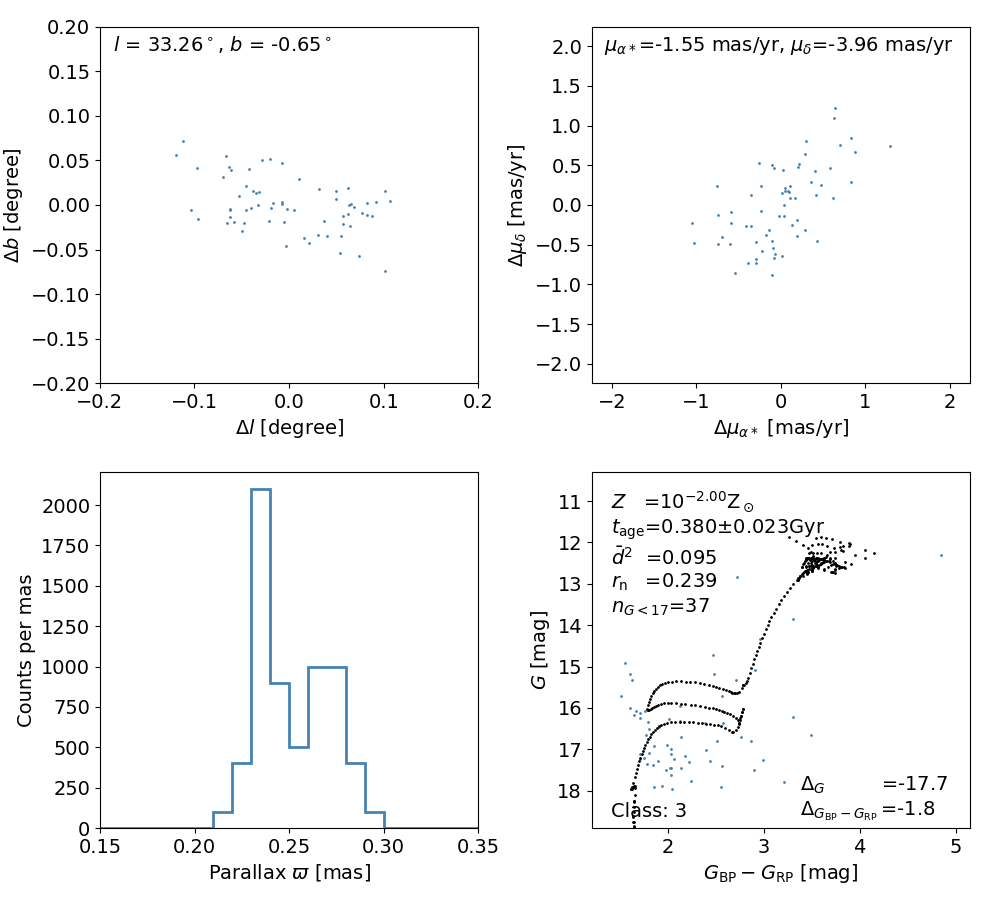 l = 33.26°, b = -0.65°
0.20
0.15
0.10
0.05
0.00
−0.05
−0.10
−0.15
−0.20
Δb [degree]
−0.2 −0.1 0.0 0.1 0.2
Δl [degree]
μα*=-1.55 mas/yr, μδ=-3.96 mas/yr
2.0
1.5
1.0
0.5
0.0
−0.5
−1.0
−1.5
−2.0
Δμδ [mas/yr]
−2 −1 0 1 2
Δμα* [mas/yr]
2000
1750
1500
1250
1000
750
500
250
0
Counts per mas
0.15 0.20 0.25 0.30 0.35
Parallax ϖ [mas]
Z =10^−2.00 Z⊙
t_age=0.380±0.023Gyr
d̄2 =0.095
r_n =0.239
n_G<17=37
Δ_G =-17.7
Δ_GBP−GRP=-1.8
Class: 3
11
12
13
14
15
16
17
18
G [mag]
2 3 4 5
GBP − GRP [mag]